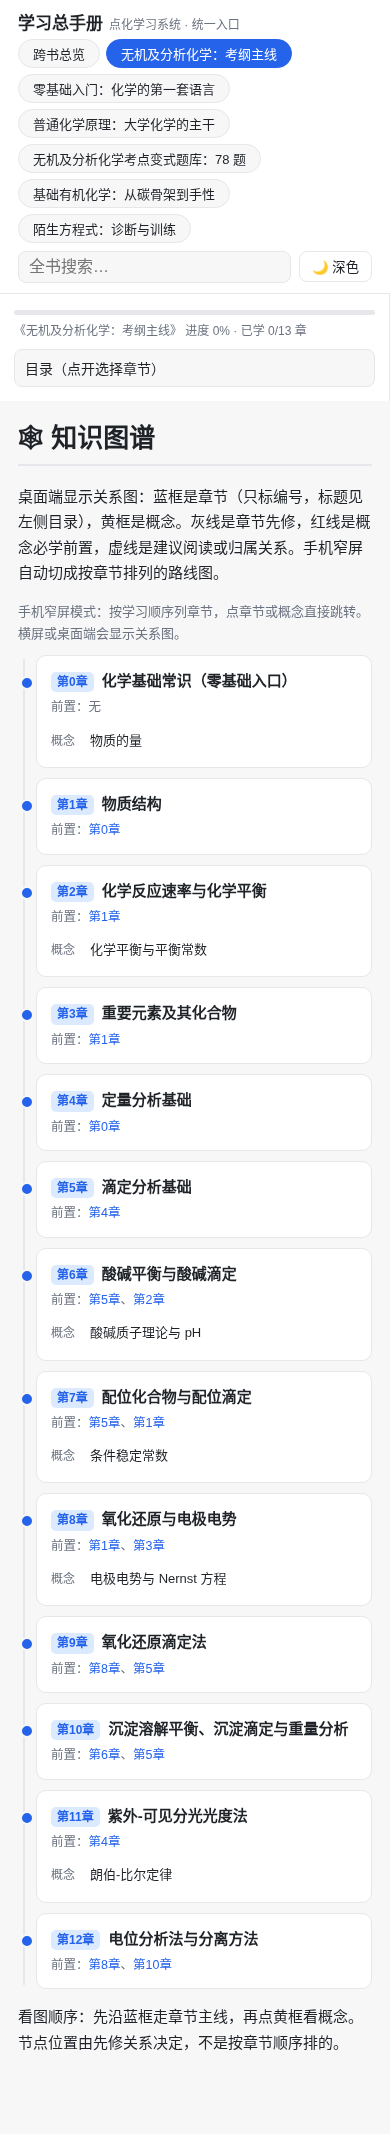 学习总手册 点化学习系统 · 统一入口
跨书总览
无机及分析化学：考纲主线
零基础入门：化学的第一套语言
普通化学原理：大学化学的主干
无机及分析化学考点变式题库：78 题
基础有机化学：从碳骨架到手性
陌生方程式：诊断与训练
全书搜索…
🌙 深色
《无机及分析化学：考纲主线》 进度 0% · 已学 0/13 章
目录（点开选择章节）
🕸 知识图谱
桌面端显示关系图：蓝框是章节（只标编号，标题见
左侧目录），黄框是概念。灰线是章节先修，红线是概
念必学前置，虚线是建议阅读或归属关系。手机窄屏
自动切成按章节排列的路线图。
手机窄屏模式：按学习顺序列章节，点章节或概念直接跳转。
横屏或桌面端会显示关系图。
第0章 化学基础常识（零基础入口）
前置：无
概念 物质的量
第1章 物质结构
前置：第0章
第2章 化学反应速率与化学平衡
前置：第1章
概念 化学平衡与平衡常数
第3章 重要元素及其化合物
前置：第1章
第4章 定量分析基础
前置：第0章
第5章 滴定分析基础
前置：第4章
第6章 酸碱平衡与酸碱滴定
前置：第5章、第2章
概念 酸碱质子理论与 pH
第7章 配位化合物与配位滴定
前置：第5章、第1章
概念 条件稳定常数
第8章 氧化还原与电极电势
前置：第1章、第3章
概念 电极电势与 Nernst 方程
第9章 氧化还原滴定法
前置：第8章、第5章
第10章 沉淀溶解平衡、沉淀滴定与重量分析
前置：第6章、第5章
第11章 紫外-可见分光光度法
前置：第4章
概念 朗伯-比尔定律
第12章 电位分析法与分离方法
前置：第8章、第10章
看图顺序：先沿蓝框走章节主线，再点黄框看概念。
节点位置由先修关系决定，不是按章节顺序排的。